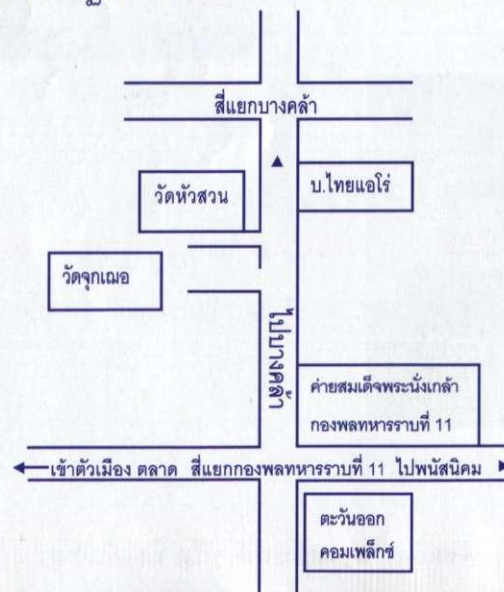 สี่แยกบางคล้า
วัดหัวสวน
บ.ไทยแอโร่
วัดจุกเฌอ
ไปบางคล้า
ค่ายสมเด็จพระนั่งเกล้า
กองพลทหารราบที่ 11
เข้าตัวเมือง ตลาด สี่แยกกองพลทหารราบที่ 11 ไปพนัสนิคม
ตะวันออก
คอมเพล็กซ์